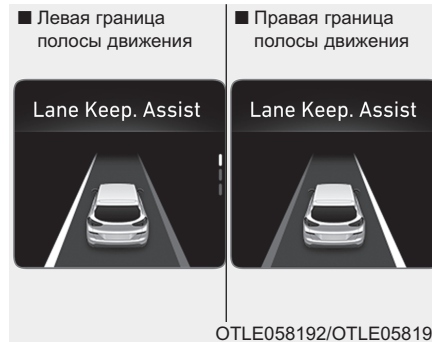 ■ Левая граница
полосы движения
■ Правая граница
полосы движения
Lane Keep. Assist
Lane Keep. Assist
OTLE058192/OTLE05819